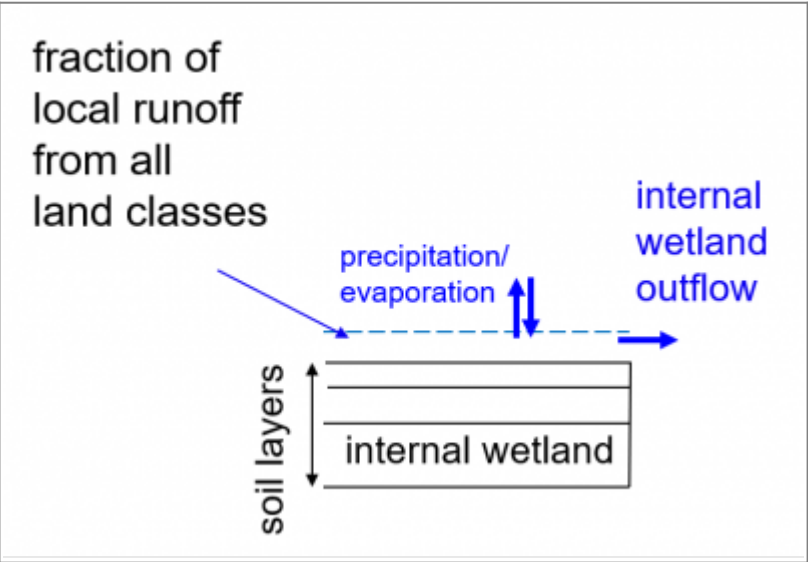 fraction of
local runoff
from all
land classes
internal
wetland
outflow
precipitation/
evaporation
soil layers
internal wetland